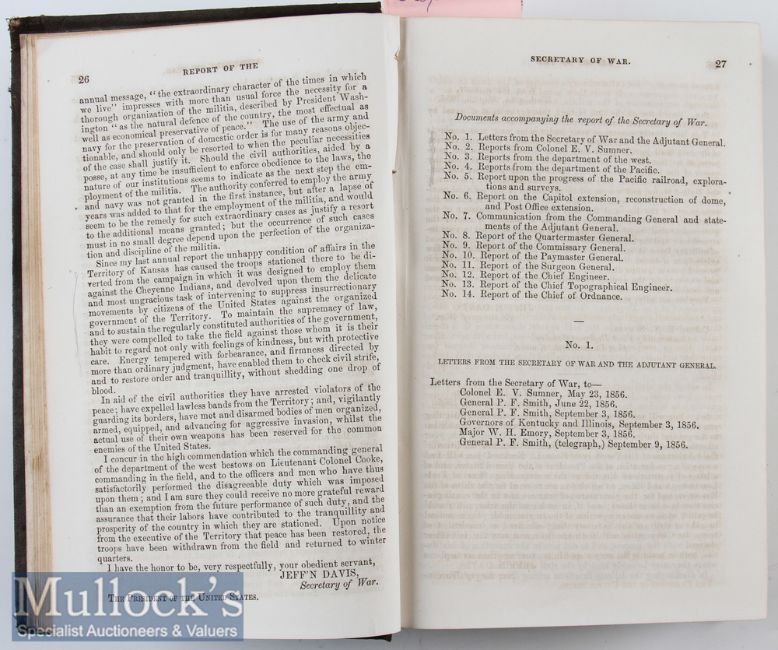 26
REPORT OF THE
annual message, "the extraordinary character of the times in which
we live" impresses with more than usual force the necessity for a
thorough organization of the militia, described by President Wash-
ington "as the natural defence of the country, the most effectual as
well as economical preservative of peace." The use of the army and
navy for the preservation of domestic order is for many reasons objec-
tionable, and should only be resorted to when the peculiar necessities
of the case shall justify it. Should the civil authorities, aided by a
posse, at any time be insufficient to enforce obedience to the laws, the
nature of our institutions seems to indicate as the next step the em-
ployment of the militia. The authority conferred to employ the army
and navy was not granted in the first instance, but after a lapse of
years was added to that for the employment of the militia, and would
seem to be the remedy for such extraordinary cases as justify a resort
to the additional means granted; but the occurrence of such cases
must in no small degree depend upon the perfection of the organiza-
tion and discipline of the militia.
Since my last annual report the unhappy condition of affairs in the
Territory of Kansas has caused the troops stationed there to be di-
verted from the campaign in which it was designed to employ them
against the Cheyenne Indians, and devolved upon them the delicate
and most ungracious task of intervening to suppress insurrectionary
movements by citizens of the United States against the organized
government of the Territory. To maintain the supremacy of law,
and to sustain the regularly constituted authorities of the government,
they were compelled to take the field against those whom it is their
habit to regard not only with feelings of kindness, but with protective
care. Energy tempered with forbearance, and firmness directed by
more than ordinary judgment, have enabled them to check civil strife,
and to restore order and tranquillity, without shedding one drop of
blood.
In aid of the civil authorities they have arrested violators of the
peace; have expelled lawless bands from the Territory; and, vigilantly
guarding its borders, have met and disarmed bodies of men organized,
armed, equipped, and advancing for aggressive invasion, whilst the
actual use of their own weapons has been reserved for the common
enemies of the United States.
I concur in the high commendation which the commanding general
of the department of the west bestows on Lieutenant Colonel Cooke,
commanding in the field, and to the officers and men who have thus
satisfactorily performed the disagreeable duty which was imposed
upon them; and I am sure they could receive no more grateful reward
than an exemption from the future performance of such duty, and the
assurance that their labors have contributed to the tranquillity and
prosperity of the country in which they are stationed. Upon notice
from the executive of the Territory that peace has been restored, the
troops have been withdrawn from the field and returned to winter
quarters.
I have the honor to be, very respectfully, your obedient servant,
JEFF'N DAVIS,
Secretary of War.
THE PRESIDENT OF THE UNITED STATES.
SECRETARY OF WAR.
27
Documents accompanying the report of the Secretary of War.
No. 1. Letters from the Secretary of War and the Adjutant General.
No. 2. Reports from Colonel E. V. Sumner.
No. 3. Reports from the department of the west.
No. 4. Reports from the department of the Pacific.
No. 5. Report upon the progress of the Pacific railroad, explora-
tions and surveys.
No. 6. Report on the Capitol extension, reconstruction of dome,
and Post Office extension.
No. 7. Communication from the Commanding General and state-
ments of the Adjutant General.
No. 8. Report of the Quartermaster General.
No. 9. Report of the Commissary General.
No. 10. Report of the Paymaster General.
No. 11. Report of the Surgeon General.
No. 12. Report of the Chief Engineer.
No. 13. Report of the Chief Topographical Engineer.
No. 14. Report of the Chief of Ordnance.
No. 1.
LETTERS FROM THE SECRETARY OF WAR AND THE ADJUTANT GENERAL.
Letters from the Secretary of War, to—
Colonel E. V. Sumner, May 23, 1856.
General P. F. Smith, June 22, 1856.
General P. F. Smith, September 3, 1856.
Governors of Kentucky and Illinois, September 3, 1856.
Major W. H. Emory, September 3, 1856.
General P. F. Smith, (telegraph,) September 9, 1856.
Mullock's
Specialist Auctioneers & Valuers